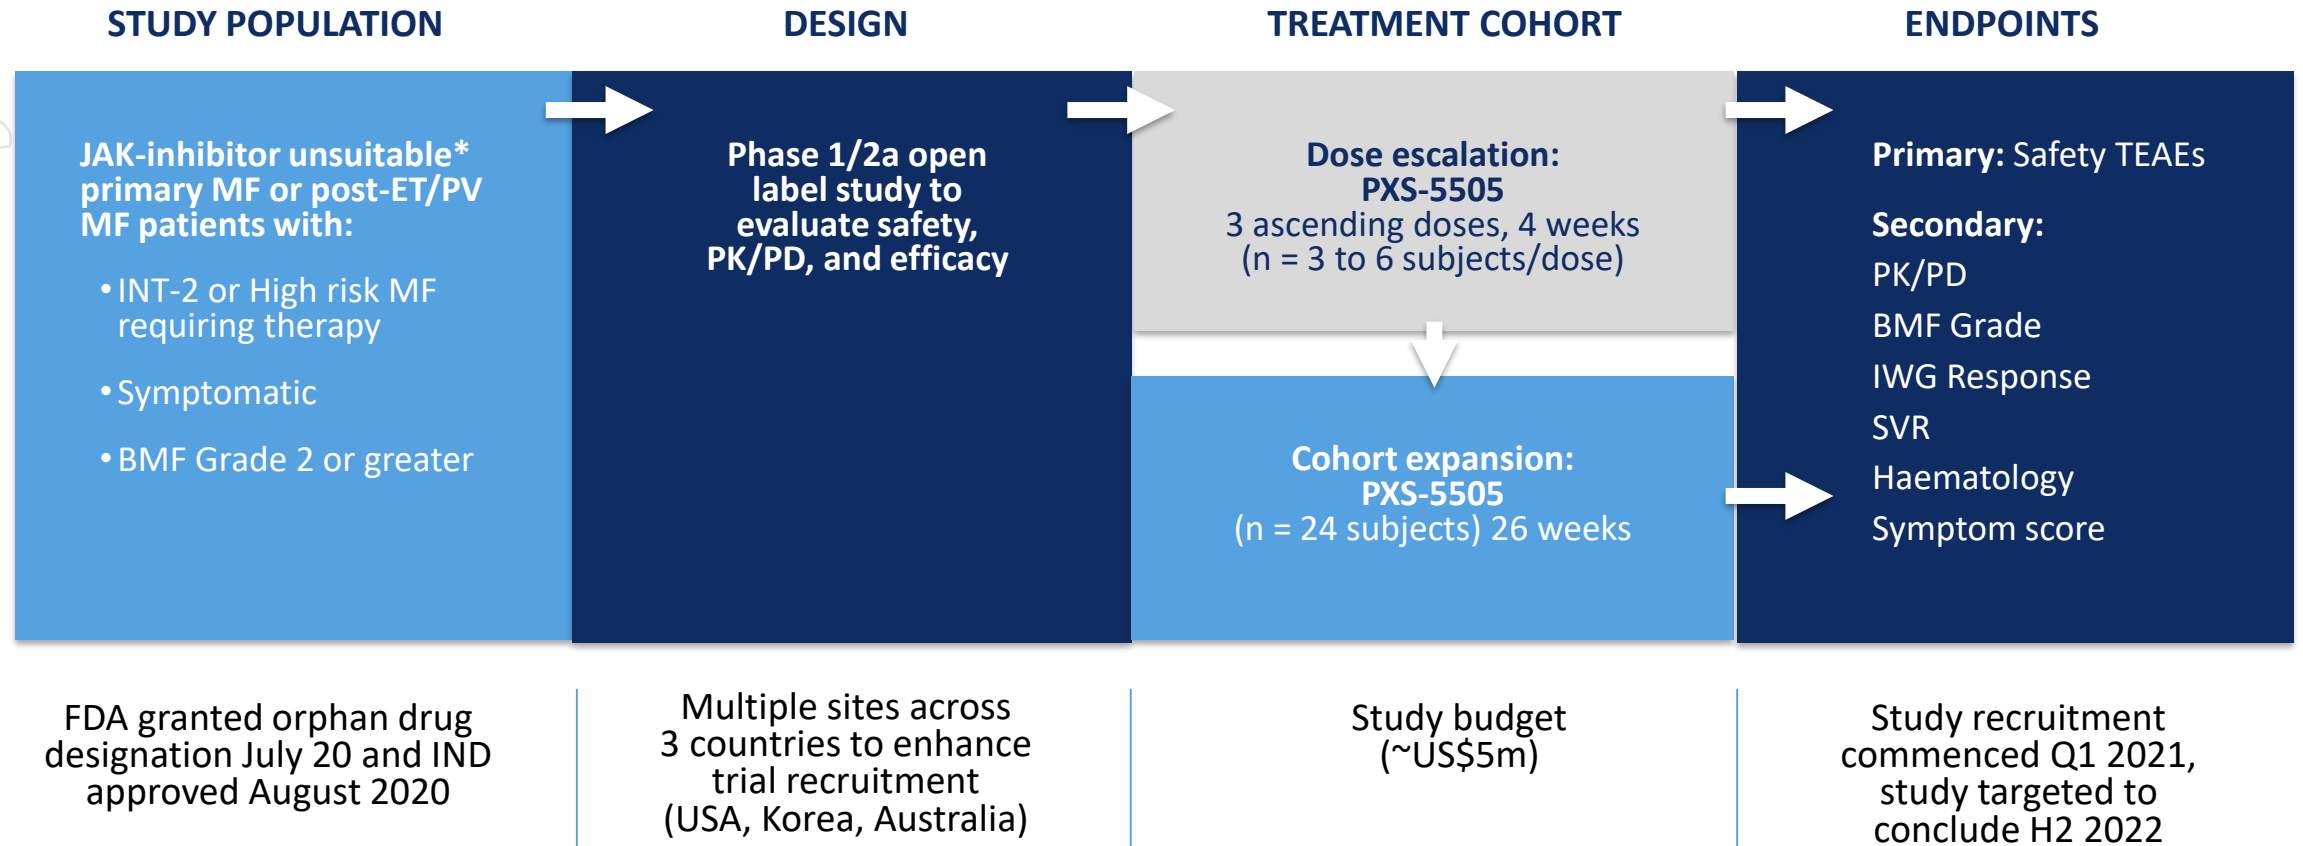 STUDY POPULATION
JAK-inhibitor unsuitable*
primary MF or post-ET/PV
MF patients with:
• INT-2 or High risk MF
requiring therapy
• Symptomatic
• BMF Grade 2 or greater
FDA granted orphan drug
designation July 20 and IND
approved August 2020
DESIGN
Phase 1/2a open
label study to
evaluate safety,
PK/PD, and efficacy
Multiple sites across
3 countries to enhance
trial recruitment
(USA, Korea, Australia)
TREATMENT COHORT
Dose escalation:
PXS-5505
3 ascending doses, 4 weeks
(n = 3 to 6 subjects/dose)
Cohort expansion:
PXS-5505
(n = 24 subjects) 26 weeks
Study budget
(~US$5m)
ENDPOINTS
Primary: Safety TEAEs
Secondary:
PK/PD
BMF Grade
IWG Response
SVR
Haematology
Symptom score
Study recruitment
commenced Q1 2021,
study targeted to
conclude H2 2022